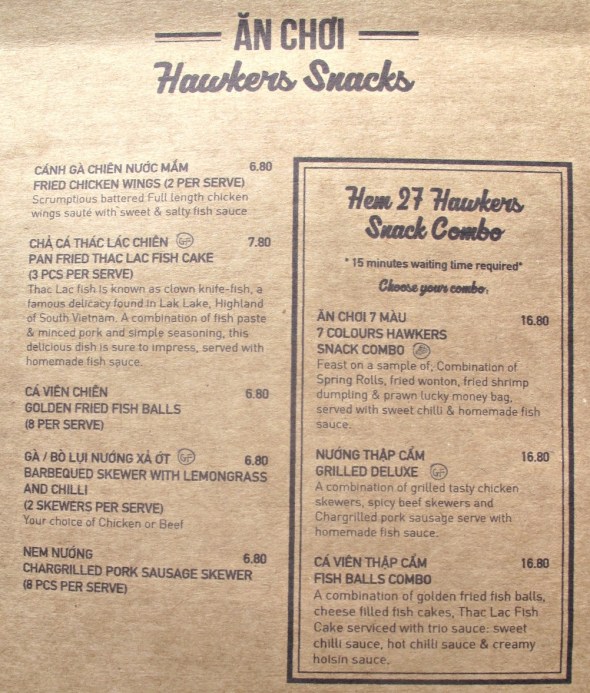 ĂN CHƠI
Hawkers Snacks
CÁNH GÀ CHIÊN NƯỚC MẮM 6.80
FRIED CHICKEN WINGS (2 PER SERVE)
Scrumptious battered Full length chicken
wings sauté with sweet & salty fish sauce
CHẢ CÁ THÁC LÁC CHIÊN GF 7.80
PAN FRIED THAC LAC FISH CAKE
(3 PCS PER SERVE)
Thac Lac fish is known as clown knife-fish, a
famous delicacy found in Lak Lake, Highland
of South Vietnam. A combination of fish paste
& minced pork and simple seasoning, this
delicious dish is sure to impress, served with
homemade fish sauce.
CÁ VIÊN CHIÊN 6.80
GOLDEN FRIED FISH BALLS
(8 PER SERVE)
GÀ / BÒ LỤI NƯỚNG XẢ ỚT GF 6.80
BARBEQUED SKEWER WITH LEMONGRASS
AND CHILLI
(2 SKEWERS PER SERVE)
Your choice of Chicken or Beef
NEM NƯỚNG 6.80
CHARGRILLED PORK SAUSAGE SKEWER
(8 PCS PER SERVE)
Hem 27 Hawkers
Snack Combo
* 15 minutes waiting time required*
Choose your combo:
ĂN CHƠI 7 MÀU 16.80
7 COLOURS HAWKERS
SNACK COMBO
Feast on a sample of; Combination of
Spring Rolls, fried wonton, fried shrimp
dumpling & prawn lucky money bag,
served with sweet chilli & homemade fish
sauce.
NƯỚNG THẬP CẨM 16.80
GRILLED DELUXE GF
A combination of grilled tasty chicken
skewers, spicy beef skewers and
Chargrilled pork sausage serve with
homemade fish sauce.
CÁ VIÊN THẬP CẨM 16.80
FISH BALLS COMBO
A combination of golden fried fish balls,
cheese filled fish cakes, Thac Lac Fish
Cake serviced with trio sauce: sweet
chilli sauce, hot chilli sauce & creamy
hoisin sauce.